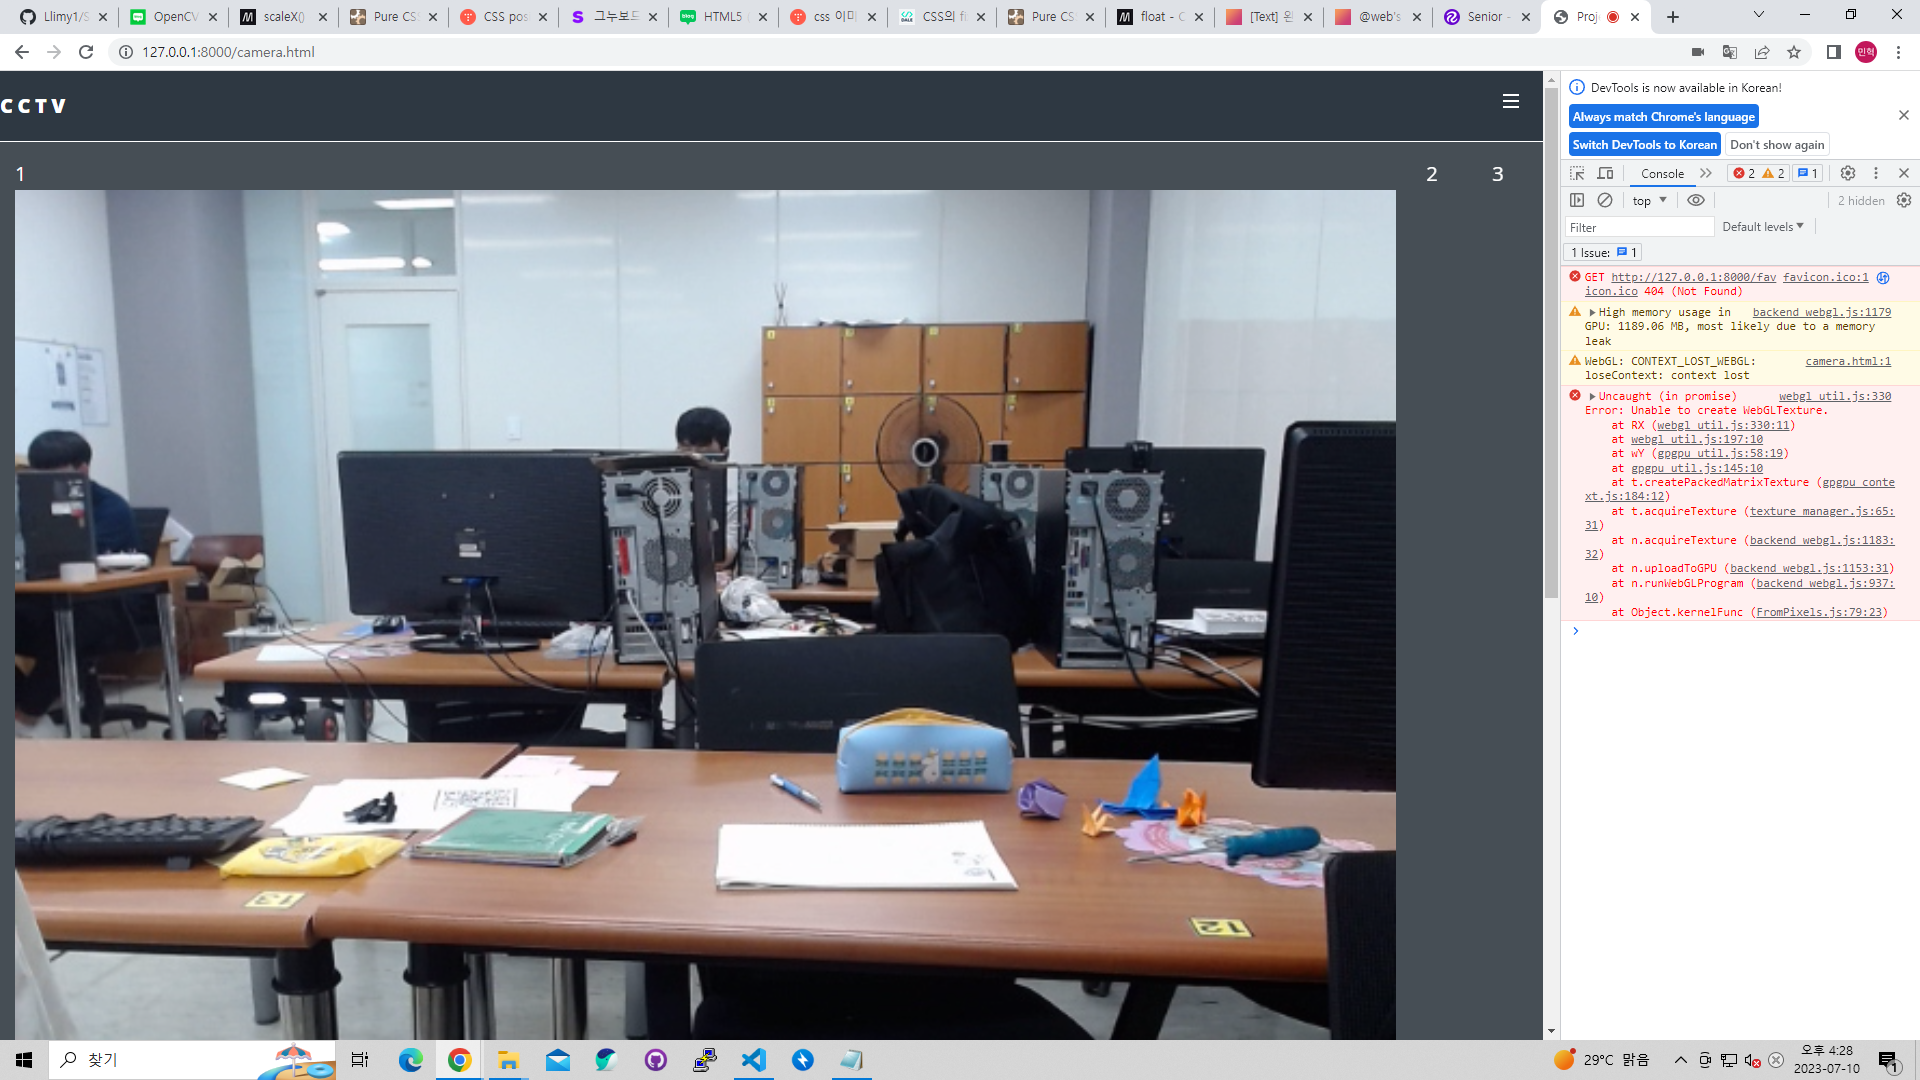 Llimy1/S
OpenCV
scaleX()
Pure CS
CSS pos
그누보드
HTML5
css 이미
CSS의 fl
Pure CS
float - C
[Text] 왼
@web's
Senior -
Proj
127.0.0.1:8000/camera.html
민혁
CCTV
1
2
3
DevTools is now available in Korean!
Always match Chrome's language
Switch DevTools to Korean
Don't show again
Console
2
2
1
top
2 hidden
Filter
Default levels
1 Issue:
1
GET http://127.0.0.1:8000/fav favicon.ico:1
icon.ico 404 (Not Found)
High memory usage in backend_webgl.js:1179
GPU: 1189.06 MB, most likely due to a memory
leak
WebGL: CONTEXT_LOST_WEBGL: camera.html:1
loseContext: context lost
Uncaught (in promise) webgl_util.js:330
Error: Unable to create WebGLTexture.
at RX (webgl_util.js:330:11)
at webgl_util.js:197:10
at wY (gpgpu_util.js:58:19)
at gpgpu_util.js:145:10
at t.createPackedMatrixTexture (gpgpu_conte
xt.js:184:12)
at t.acquireTexture (texture_manager.js:65:
31)
at n.acquireTexture (backend_webgl.js:1183:
32)
at n.uploadToGPU (backend_webgl.js:1153:31)
at n.runWebGLProgram (backend_webgl.js:937:
10)
at Object.kernelFunc (FromPixels.js:79:23)
찾기
29°C 맑음
오후 4:28
2023-07-10
1